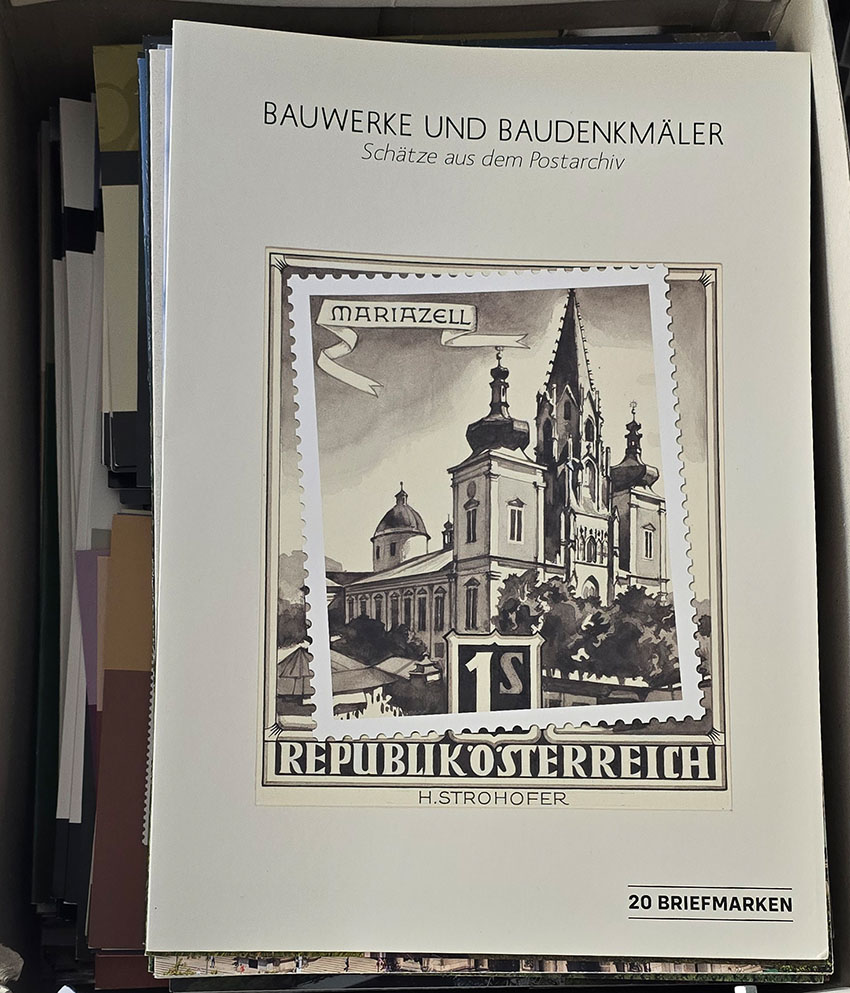 BAUWERKE UND BAUDENKMÄLER
Schätze aus dem Postarchiv
MARIAZELL
1S
REPUBLIK·ÖSTERREICH
H.STROHOFER
20 BRIEFMARKEN